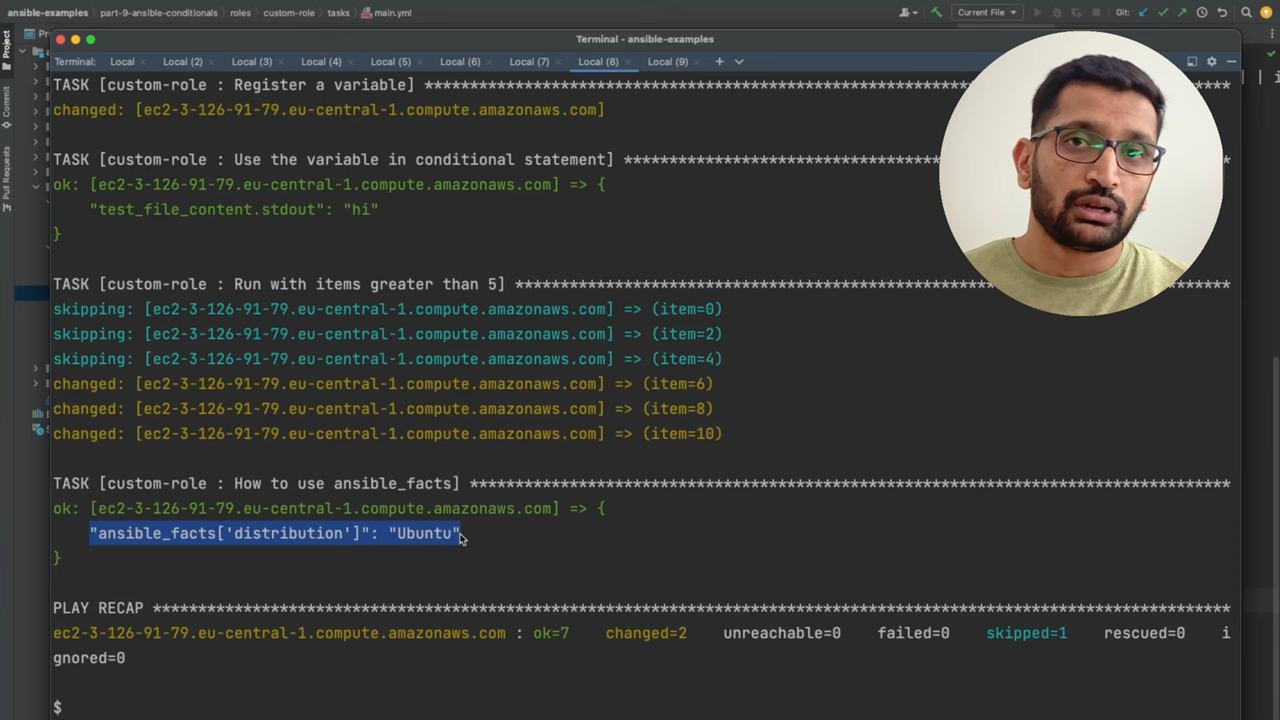 ansible-examples part-9-ansible-conditionals roles custom-role tasks main.yml Current File Git:
Terminal - ansible-examples
Terminal: Local Local (2) Local (3) Local (4) Local (5) Local (6) Local (7) Local (8) Local (9)
Project
Commit
Pull Requests
TASK [custom-role : Register a variable] ******************************************************************************************
changed: [ec2-3-126-91-79.eu-central-1.compute.amazonaws.com]
TASK [custom-role : Use the variable in conditional statement] ***********************************
ok: [ec2-3-126-91-79.eu-central-1.compute.amazonaws.com] => {
"test_file_content.stdout": "hi"
}
TASK [custom-role : Run with items greater than 5] ********************************************************************************
skipping: [ec2-3-126-91-79.eu-central-1.compute.amazonaws.com] => (item=0)
skipping: [ec2-3-126-91-79.eu-central-1.compute.amazonaws.com] => (item=2)
skipping: [ec2-3-126-91-79.eu-central-1.compute.amazonaws.com] => (item=4)
changed: [ec2-3-126-91-79.eu-central-1.compute.amazonaws.com] => (item=6)
changed: [ec2-3-126-91-79.eu-central-1.compute.amazonaws.com] => (item=8)
changed: [ec2-3-126-91-79.eu-central-1.compute.amazonaws.com] => (item=10)
TASK [custom-role : How to use ansible_facts] *************************************************************************************
ok: [ec2-3-126-91-79.eu-central-1.compute.amazonaws.com] => {
"ansible_facts['distribution']": "Ubuntu"
}
PLAY RECAP ************************************************************************************************************************
ec2-3-126-91-79.eu-central-1.compute.amazonaws.com : ok=7 changed=2 unreachable=0 failed=0 skipped=1 rescued=0 i
gnored=0
$